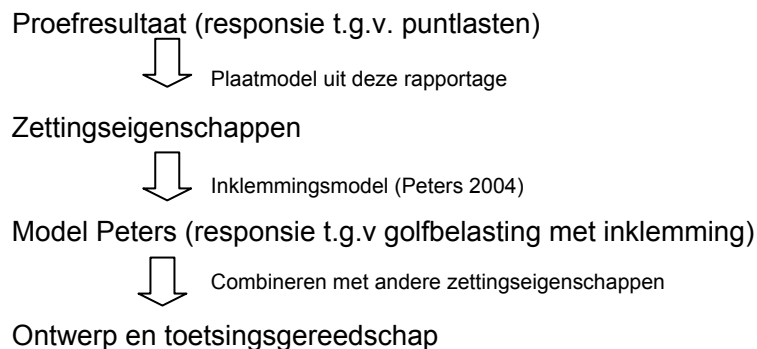 Proefresultaat (responsie t.g.v. puntlasten)
Plaatmodel uit deze rapportage
Zettingseigenschappen
Inklemmingsmodel (Peters 2004)
Model Peters (responsie t.g.v golfbelasting met inklemming)
Combineren met andere zettingseigenschappen
Ontwerp en toetsingsgereedschap